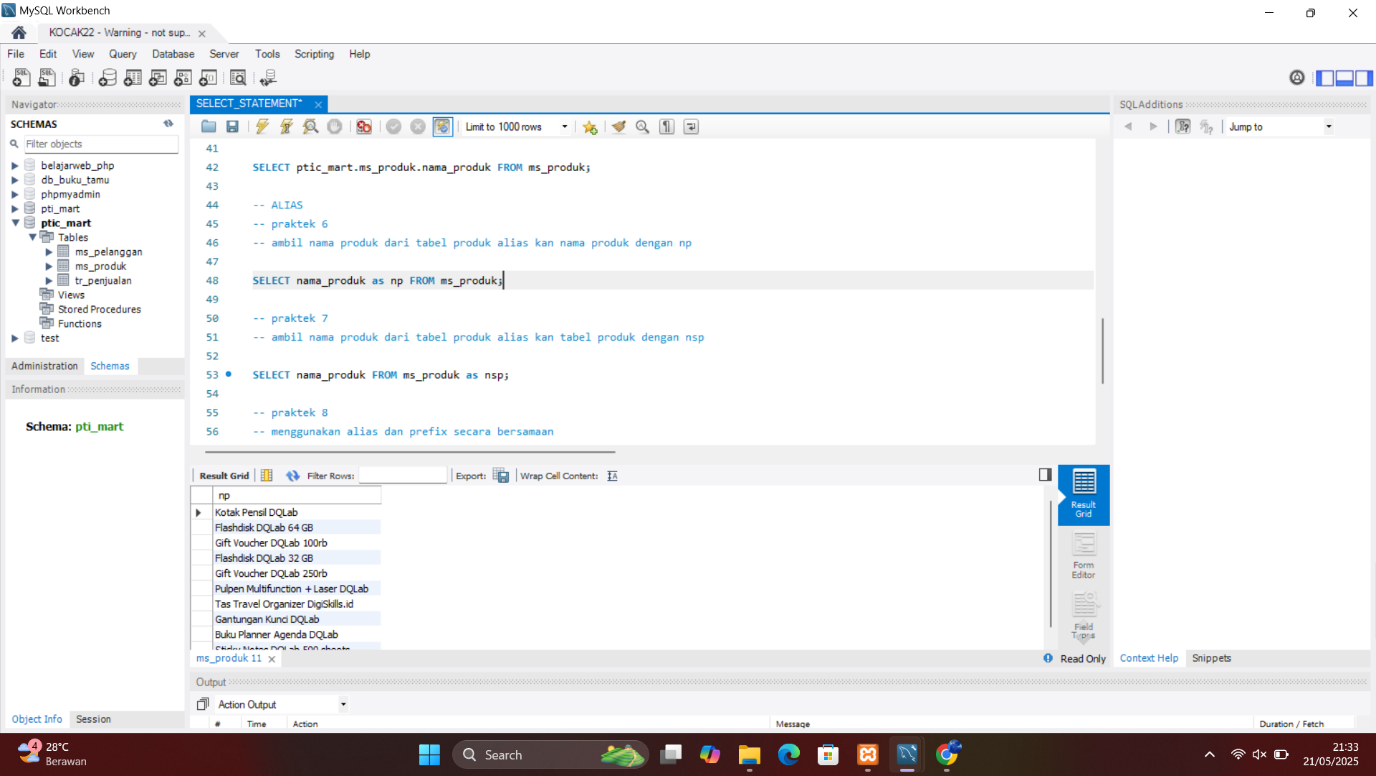 MySQL Workbench
KOCAK22 - Warning - not sup...
File Edit View Query Database Server Tools Scripting Help
Navigator
SCHEMAS
Filter objects
belajarweb_php
db_buku_tamu
phpmyadmin
pti_mart
ptic_mart
Tables
ms_pelanggan
ms_produk
tr_penjualan
Views
Stored Procedures
Functions
test
Administration Schemas
Information
Schema: pti_mart
Object Info Session
SELECT_STATEMENT*
Limit to 1000 rows
41
42 SELECT ptic_mart.ms_produk.nama_produk FROM ms_produk;
43
44 -- ALIAS
45 -- praktek 6
46 -- ambil nama produk dari tabel produk alias kan nama produk dengan np
47
48 SELECT nama_produk as np FROM ms_produk;
49
50 -- praktek 7
51 -- ambil nama produk dari tabel produk alias kan tabel produk dengan nsp
52
53 SELECT nama_produk FROM ms_produk as nsp;
54
55 -- praktek 8
56 -- menggunakan alias dan prefix secara bersamaan
Result Grid Filter Rows: Export: Wrap Cell Content:
np
Kotak Pensil DQLab
Flashdisk DQLab 64 GB
Gift Voucher DQLab 100rb
Flashdisk DQLab 32 GB
Gift Voucher DQLab 250rb
Pulpen Multifunction + Laser DQLab
Tas Travel Organizer DigiSkills.id
Gantungan Kunci DQLab
Buku Planner Agenda DQLab
Sticky Notes DQLab 500 sheets
Result
Grid
Form
Editor
Field
Types
ms_produk 11
Read Only
Output
Action Output
# Time Action Message Duration / Fetch
SQLAdditions
Jump to
Context Help Snippets
4
28°C
Berawan
Search
21:33
21/05/2025